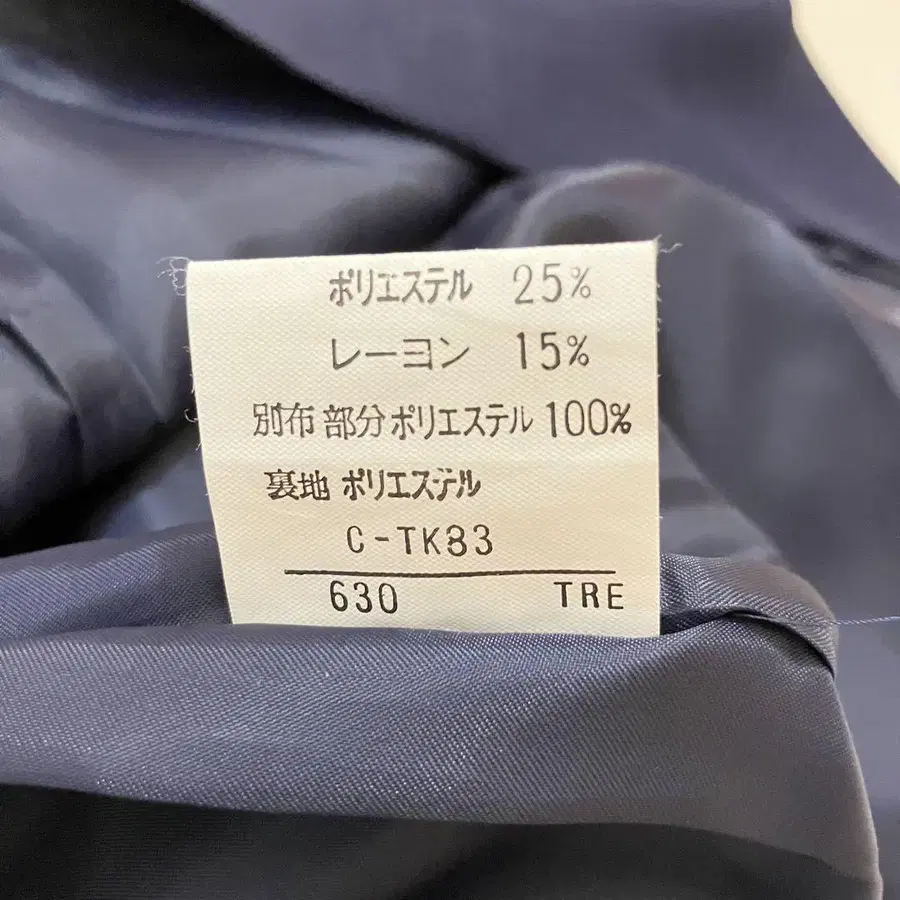 ポリエステル 25%
レーヨン 15%
別布 部分 ポリエステル 100%
裏地 ポリエステル
C-TK83
630 TRE